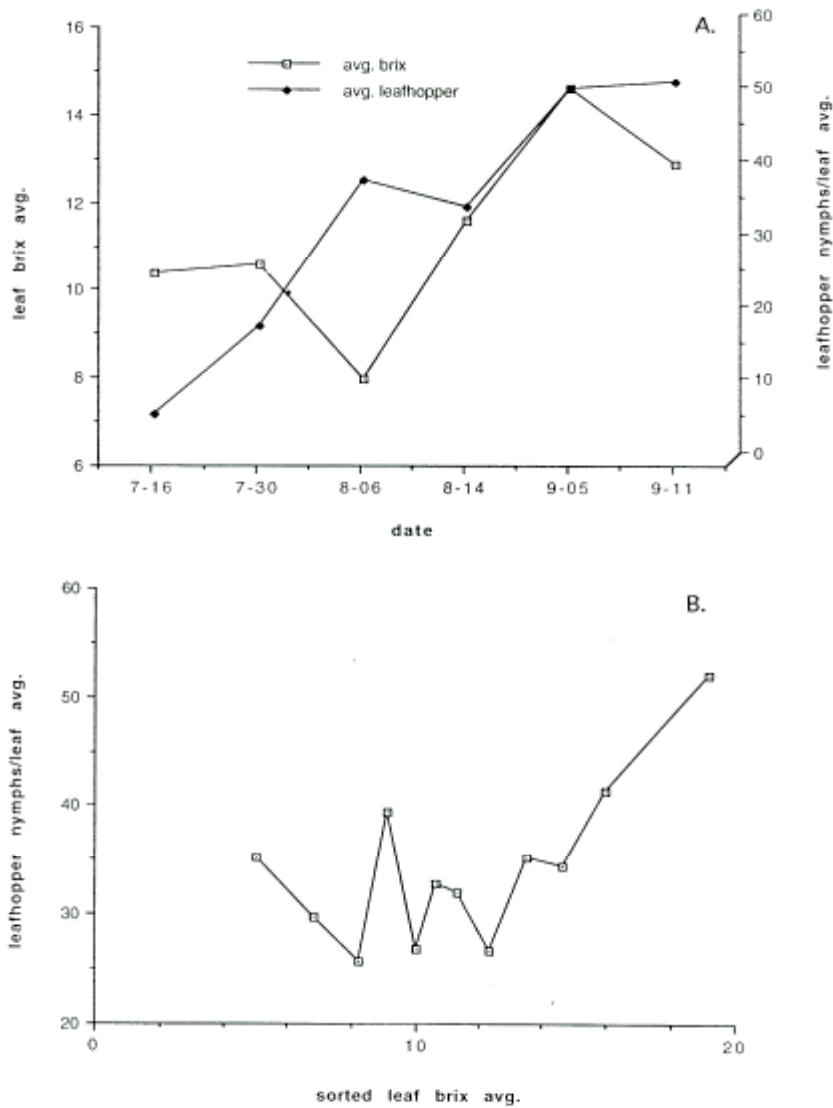 A.
avg. brix
avg. leafhopper
16
14
12
10
8
6
leaf brix avg.
60
50
40
30
20
10
0
leafhopper nymphs/leaf avg.
7-16 7-30 8-06 8-14 9-05 9-11
date
B.
60
50
40
30
20
leafhopper nymphs/leaf avg.
0 10 20
sorted leaf brix avg.